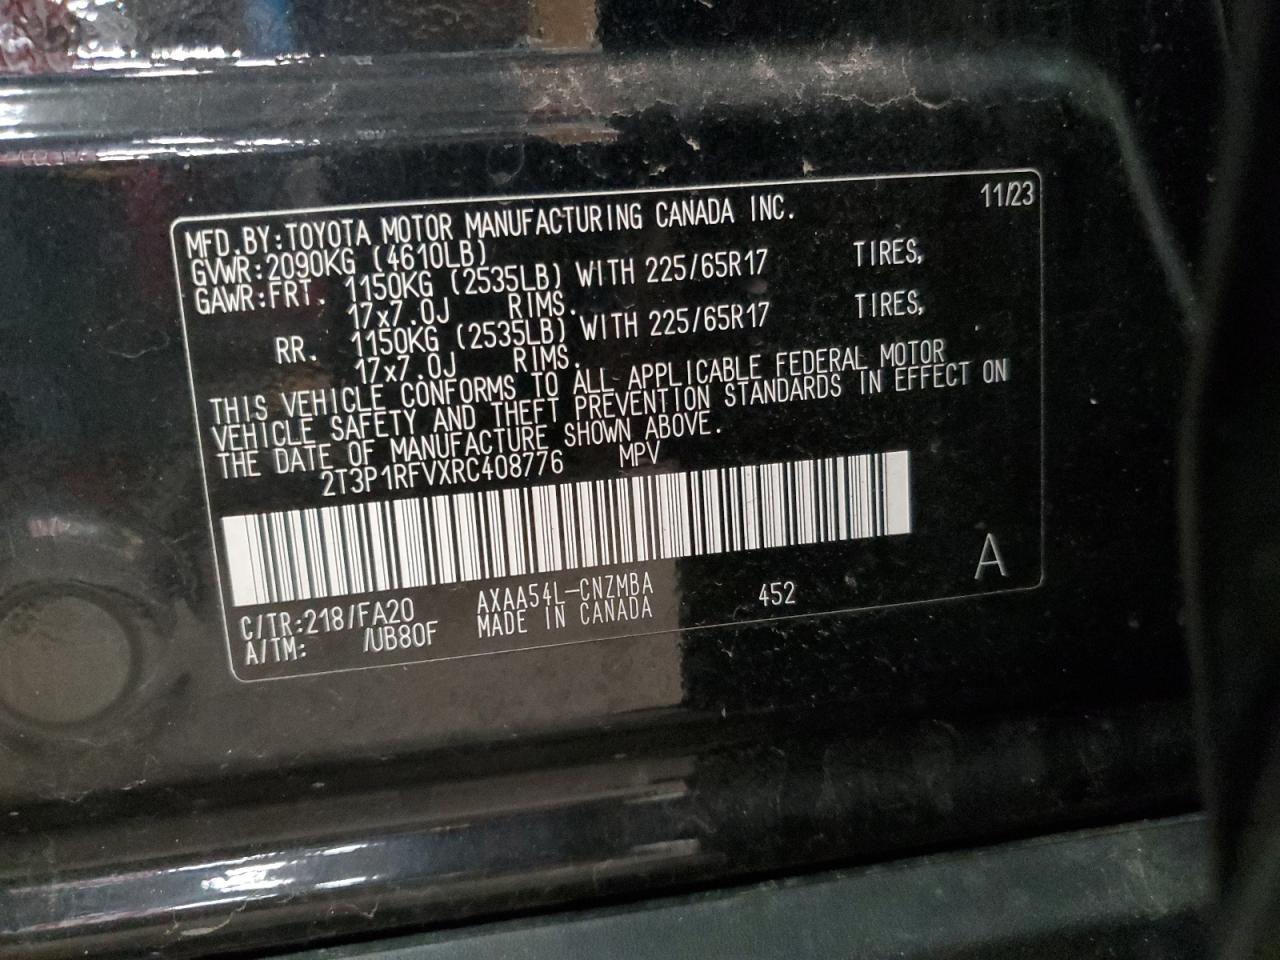 11/23
MFD.BY:TOYOTA MOTOR MANUFACTURING CANADA INC.
GVWR:2090KG (4610LB)
GAWR:FRT. 1150KG (2535LB) WITH 225/65R17 TIRES,
17x7.0J RIMS.
RR. 1150KG (2535LB) WITH 225/65R17 TIRES,
17x7.0J RIMS.
THIS VEHICLE CONFORMS TO ALL APPLICABLE FEDERAL MOTOR
VEHICLE SAFETY AND THEFT PREVENTION STANDARDS IN EFFECT ON
THE DATE OF MANUFACTURE SHOWN ABOVE.
2T3P1RFVXRC408776 MPV
C/TR:218/FA20 AXAA54L-CNZMBA 452 A
A/TM: /UB80F MADE IN CANADA